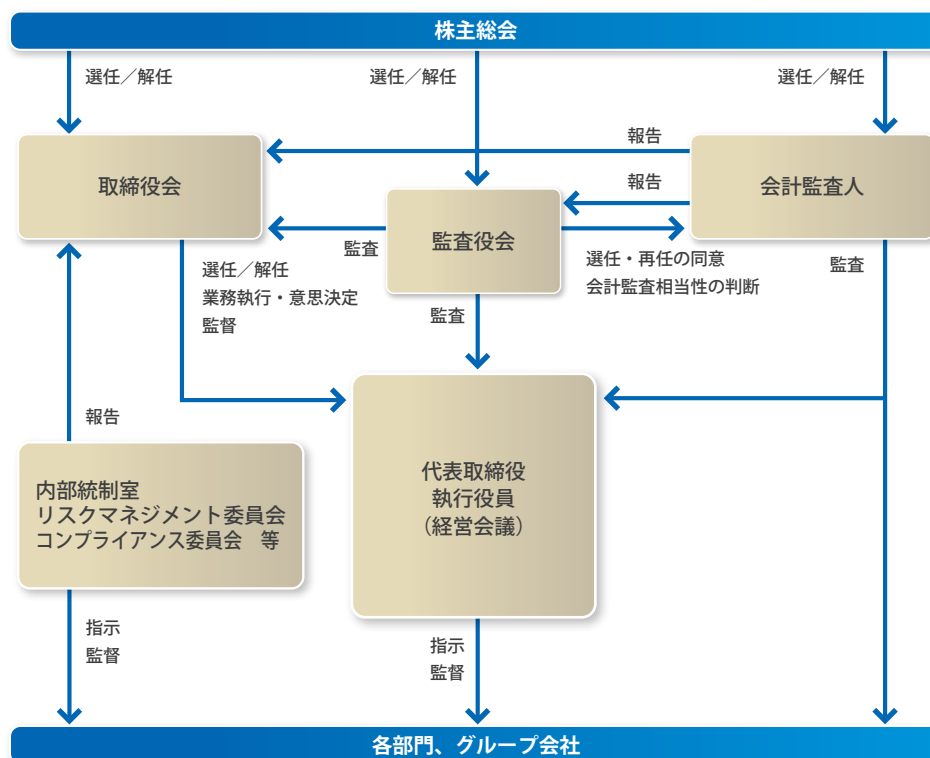 株主総会
選任／解任
選任／解任
選任／解任
報告
取締役会
会計監査人
報告
監査役会
監査
選任・再任の同意
会計監査相当性の判断
監査
選任／解任
業務執行・意思決定
監督
監査
報告
代表取締役
執行役員
（経営会議）
内部統制室
リスクマネジメント委員会
コンプライアンス委員会　等
指示
監督
指示
監督
各部門、グループ会社